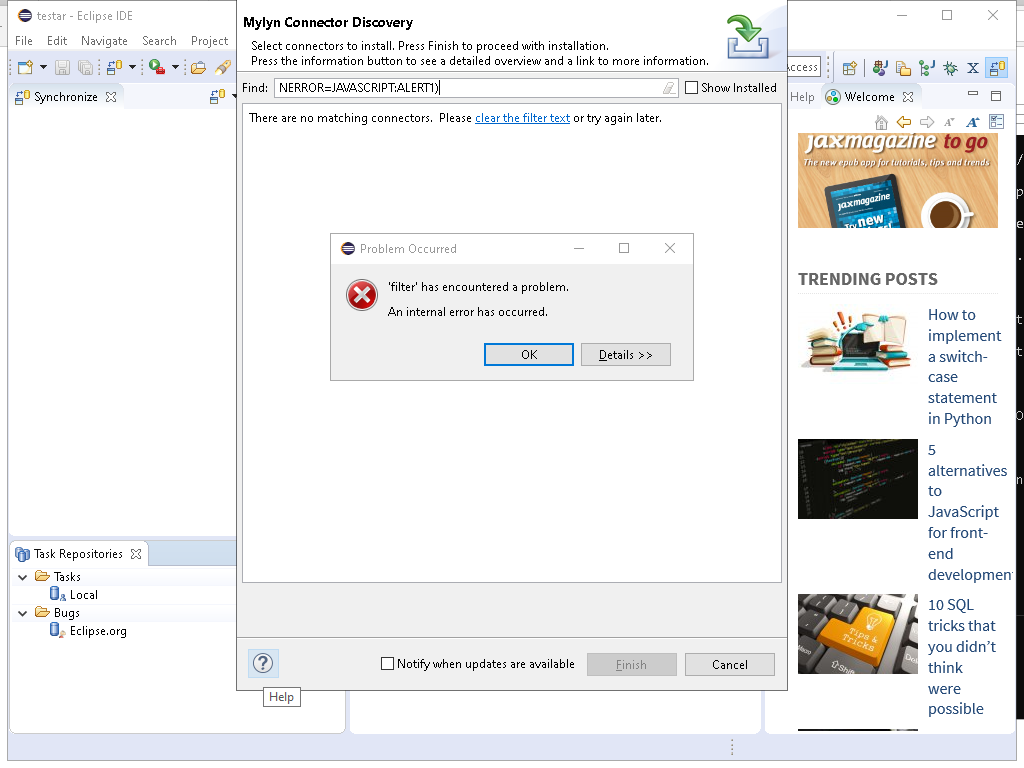 testar - Eclipse IDE
File Edit Navigate Search Project
Synchronize
Mylyn Connector Discovery
Select connectors to install. Press Finish to proceed with installation.
Press the information button to see a detailed overview and a link to more information.
Find: NERROR=JAVASCRIPT:ALERT1)
Show Installed
There are no matching connectors. Please clear the filter text or try again later.
Problem Occurred
'filter' has encountered a problem.
An internal error has occurred.
OK
Details >>
Notify when updates are available
Finish
Cancel
Help
Task Repositories
Tasks
Local
Bugs
Eclipse.org
Help
Welcome
jaxmagazine to go
The new epub app for tutorials, tips and trends
jaxmagazine
Try new
TRENDING POSTS
How to
implement
a switch-
case
statement
in Python
5
alternatives
to
JavaScript
for front-
end
developmen
Tips &
Tricks
Shift
10 SQL
tricks that
you didn't
think
were
possible